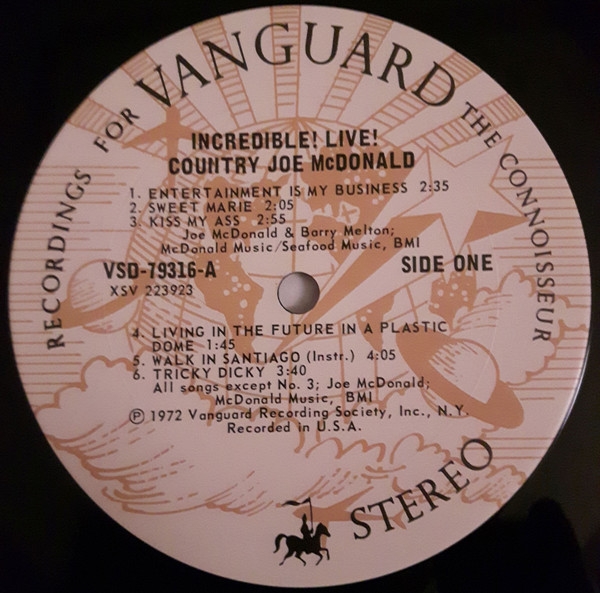 RECORDINGS FOR VANGUARD THE CONNOISSEUR
INCREDIBLE! LIVE!
COUNTRY JOE McDONALD
1. ENTERTAINMENT IS MY BUSINESS 2:35
2. SWEET MARIE 2:05
3. KISS MY ASS 2:55
Joe McDonald & Barry Melton;
McDonald Music/Seafood Music, BMI
VSD-79316-A SIDE ONE
XSV 223923
4. LIVING IN THE FUTURE IN A PLASTIC
DOME 1:45
5. WALK IN SANTIAGO (Instr.) 4:05
6. TRICKY DICKY 3:40
All songs except No. 3; Joe McDonald;
McDonald Music, BMI
℗ 1972 Vanguard Recording Society, Inc., N.Y.
Recorded in U.S.A.
STEREO